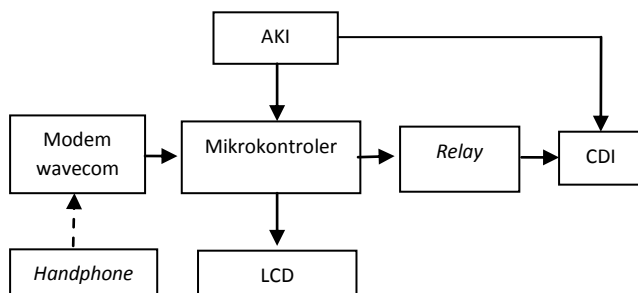 AKI
Modem
wavecom
Mikrokontroler
Relay
CDI
Handphone
LCD